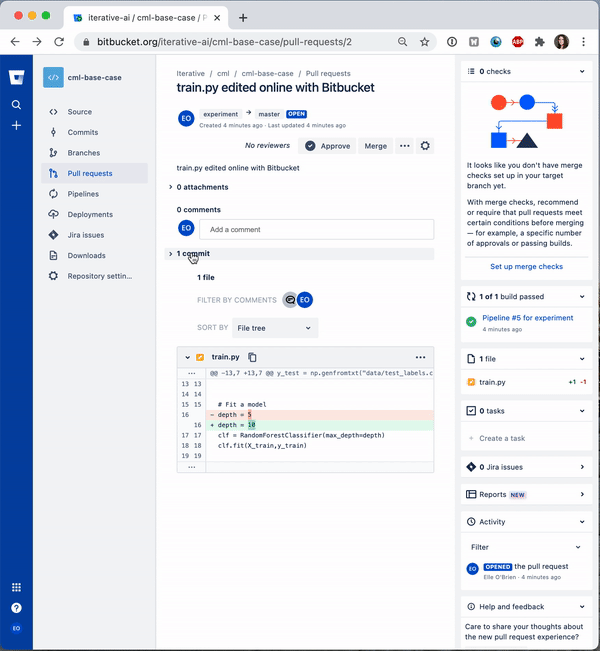 iterative-ai / cml-base-case / P
bitbucket.org/iterative-ai/cml-base-case/pull-requests/2
ABP
cml-base-case
Source
Commits
Branches
Pull requests
Pipelines
Deployments
Jira issues
Downloads
Repository settin...
EO
Iterative / cml / cml-base-case / Pull requests
train.py edited online with Bitbucket
EO
experiment → master OPEN
Created 4 minutes ago · Last updated 4 minutes ago
No reviewers Approve Merge
train.py edited online with Bitbucket
0 attachments
0 comments
EO Add a comment
1 commit
1 file
FILTER BY COMMENTS EO
SORT BY File tree
train.py
@@ -13,7 +13,7 @@ y_test = np.genfromtxt("data/test_labels.c
13 13
14 14
15 15 # Fit a model
16 - depth = 5
16 + depth = 10
17 17 clf = RandomForestClassifier(max_depth=depth)
18 18 clf.fit(X_train,y_train)
19 19
0 checks
It looks like you don't have merge
checks set up in your target
branch yet.
With merge checks, recommend
or require that pull requests meet
certain conditions before merging
— for example, a specific number
of approvals or passing builds.
Set up merge checks
1 of 1 build passed
Pipeline #5 for experiment
4 minutes ago
1 file
train.py +1 -1
0 tasks
+ Create a task
0 Jira issues
Reports NEW
Activity
Filter
EO OPENED the pull request
Elle O'Brien · 4 minutes ago
Help and feedback
Care to share your thoughts about
the new pull request experience?